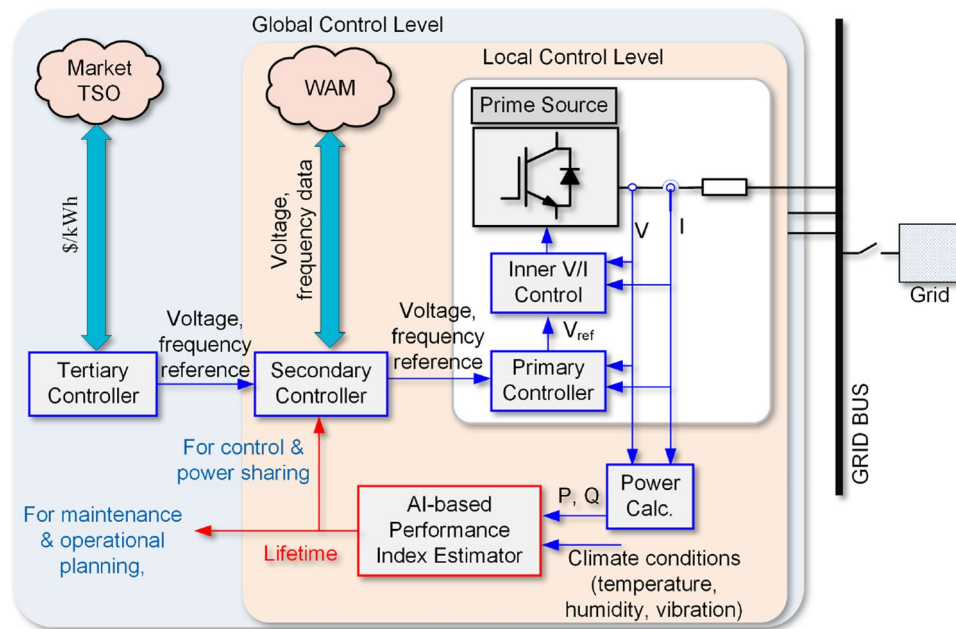 Global Control Level
Market
TSO
WAM
Local Control Level
Prime Source
$/kWh
Voltage,
frequency data
V
I
Inner V/I
Control
Grid
Voltage,
frequency
reference
Voltage,
frequency
reference
Vref
Tertiary
Controller
Secondary
Controller
Primary
Controller
GRID BUS
For control &
power sharing
Power
Calc.
P, Q
AI-based
Performance
Index Estimator
For maintenance
& operational
planning,
Lifetime
Climate conditions
(temperature,
humidity, vibration)